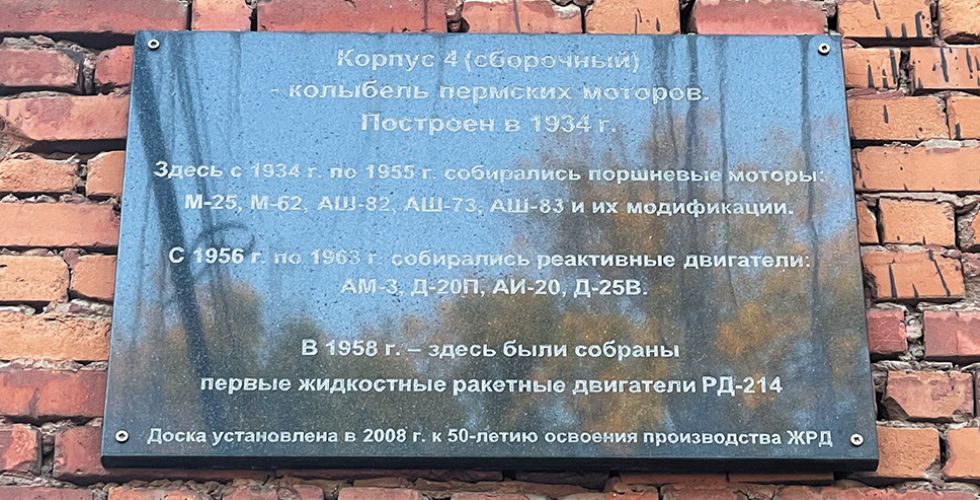 Корпус 4 (сборочный)
- колыбель пермских моторов.
Построен в 1934 г.
Здесь с 1934 г. по 1955 г. собирались поршневые моторы:
М-25, М-62, АШ-82, АШ-73, АШ-83 и их модификации.
С 1956 г. по 1963 г. собирались реактивные двигатели:
АМ-3, Д-20П, АИ-20, Д-25В.
В 1958 г. – здесь были собраны
первые жидкостные ракетные двигатели РД-214
Доска установлена в 2008 г. к 50-летию освоения производства ЖРД